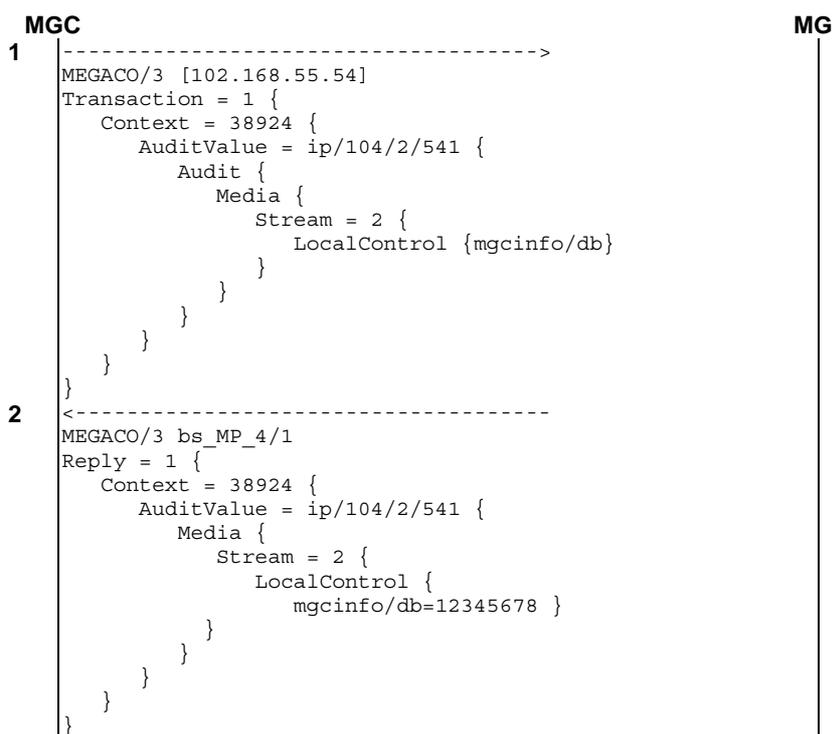 MGC MG
1 ------------------------------------->
MEGACO/3 [102.168.55.54]
Transaction = 1 {
   Context = 38924 {
      AuditValue = ip/104/2/541 {
         Audit {
            Media {
               Stream = 2 {
                  LocalControl {mgcinfo/db}
               }
            }
         }
      }
   }
}
2 <-------------------------------------
MEGACO/3 bs_MP_4/1
Reply = 1 {
   Context = 38924 {
      AuditValue = ip/104/2/541 {
         Media {
            Stream = 2 {
               LocalControl {
                  mgcinfo/db=12345678 }
            }
         }
      }
   }
}